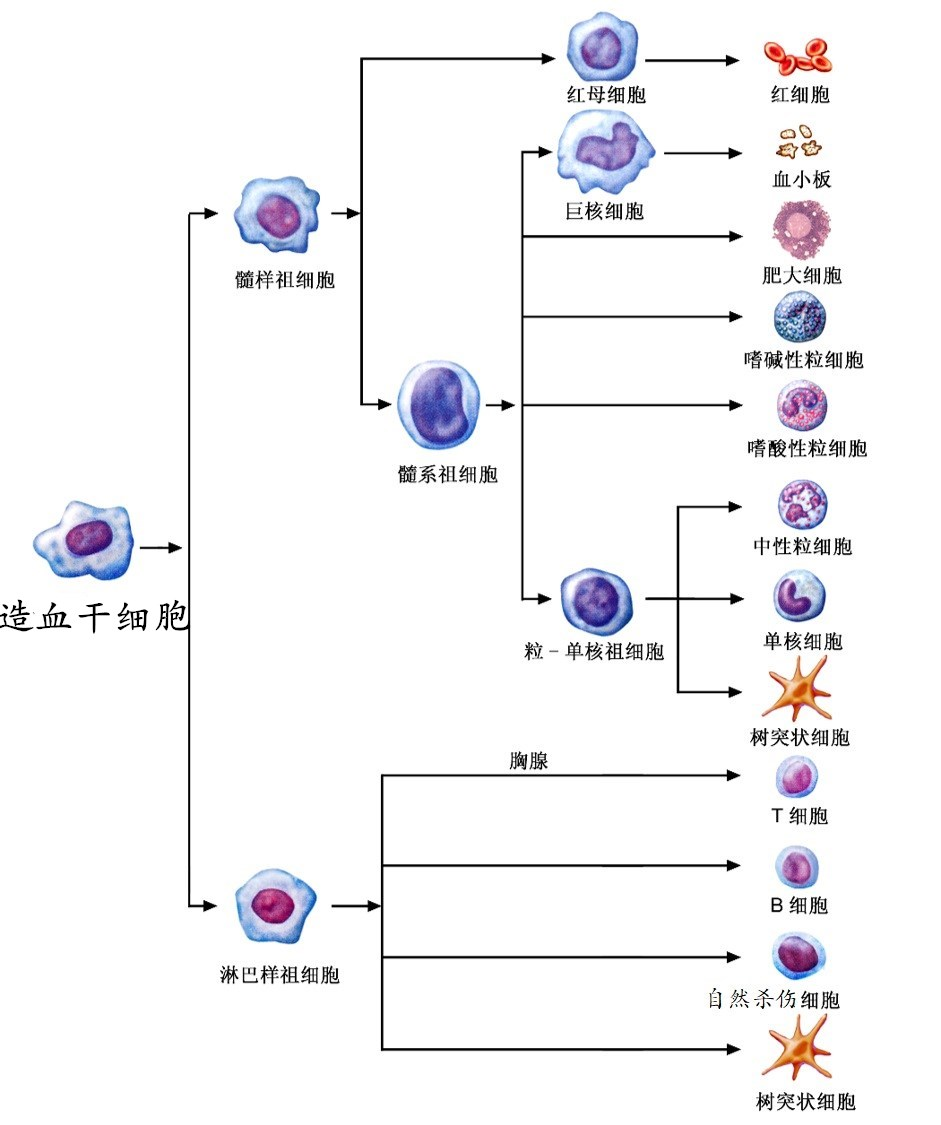 红母细胞
红细胞
血小板
巨核细胞
髓样祖细胞
肥大细胞
嗜碱性粒细胞
嗜酸性粒细胞
髓系祖细胞
中性粒细胞
造血干细胞
单核细胞
粒-单核祖细胞
树突状细胞
胸腺
T 细胞
B 细胞
淋巴样祖细胞
自然杀伤细胞
树突状细胞